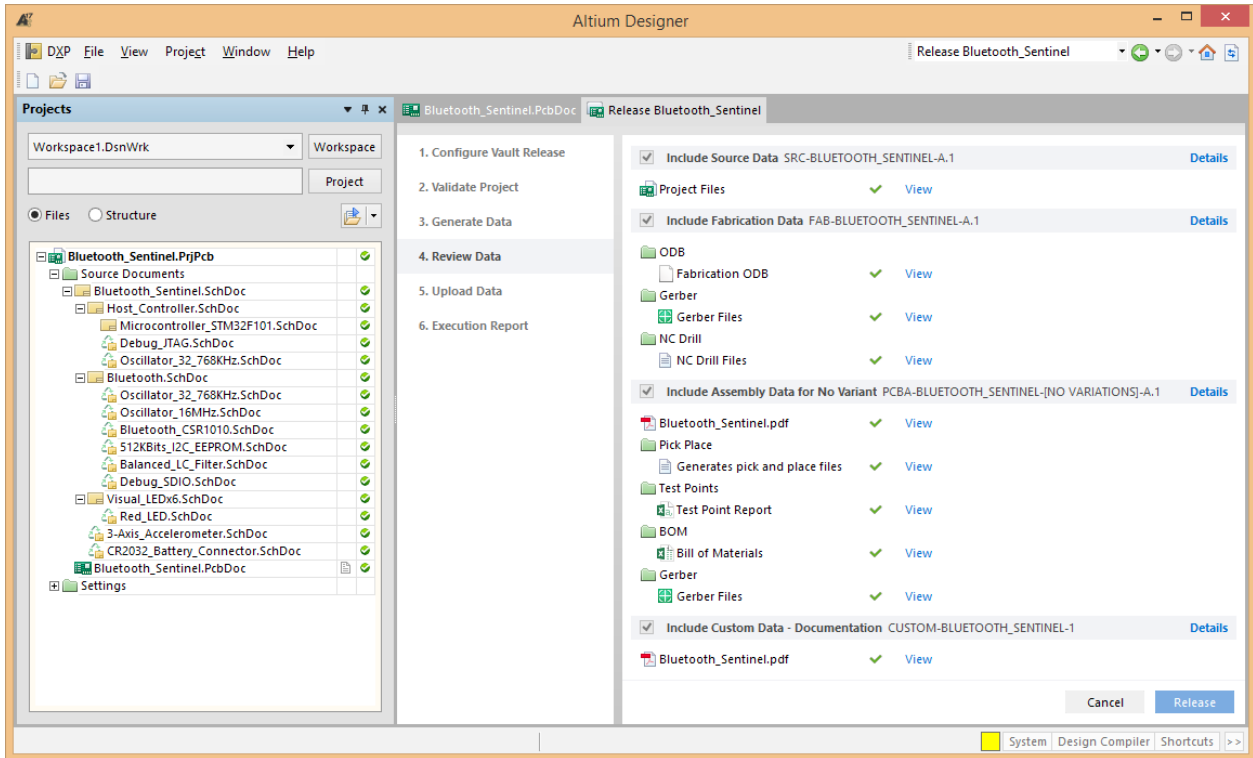 Altium Designer
DXP File View Project Window Help
Release Bluetooth_Sentinel
Projects
Workspace1.DsnWrk
Workspace
Project
Files Structure
Bluetooth_Sentinel.PrjPcb
Source Documents
Bluetooth_Sentinel.SchDoc
Host_Controller.SchDoc
Microcontroller_STM32F101.SchDoc
Debug_JTAG.SchDoc
Oscillator_32_768KHz.SchDoc
Bluetooth.SchDoc
Oscillator_32_768KHz.SchDoc
Oscillator_16MHz.SchDoc
Bluetooth_CSR1010.SchDoc
512KBits_I2C_EEPROM.SchDoc
Balanced_LC_Filter.SchDoc
Debug_SDIO.SchDoc
Visual_LEDx6.SchDoc
Red_LED.SchDoc
3-Axis_Accelerometer.SchDoc
CR2032_Battery_Connector.SchDoc
Bluetooth_Sentinel.PcbDoc
Settings
Bluetooth_Sentinel.PcbDoc Release Bluetooth_Sentinel
1. Configure Vault Release
2. Validate Project
3. Generate Data
4. Review Data
5. Upload Data
6. Execution Report
Include Source Data SRC-BLUETOOTH_SENTINEL-A.1 Details
Project Files View
Include Fabrication Data FAB-BLUETOOTH_SENTINEL-A.1 Details
ODB
Fabrication ODB View
Gerber
Gerber Files View
NC Drill
NC Drill Files View
Include Assembly Data for No Variant PCBA-BLUETOOTH_SENTINEL-[NO VARIATIONS]-A.1 Details
Bluetooth_Sentinel.pdf View
Pick Place
Generates pick and place files View
Test Points
Test Point Report View
BOM
Bill of Materials View
Gerber
Gerber Files View
Include Custom Data - Documentation CUSTOM-BLUETOOTH_SENTINEL-1 Details
Bluetooth_Sentinel.pdf View
Cancel Release
System Design Compiler Shortcuts >>